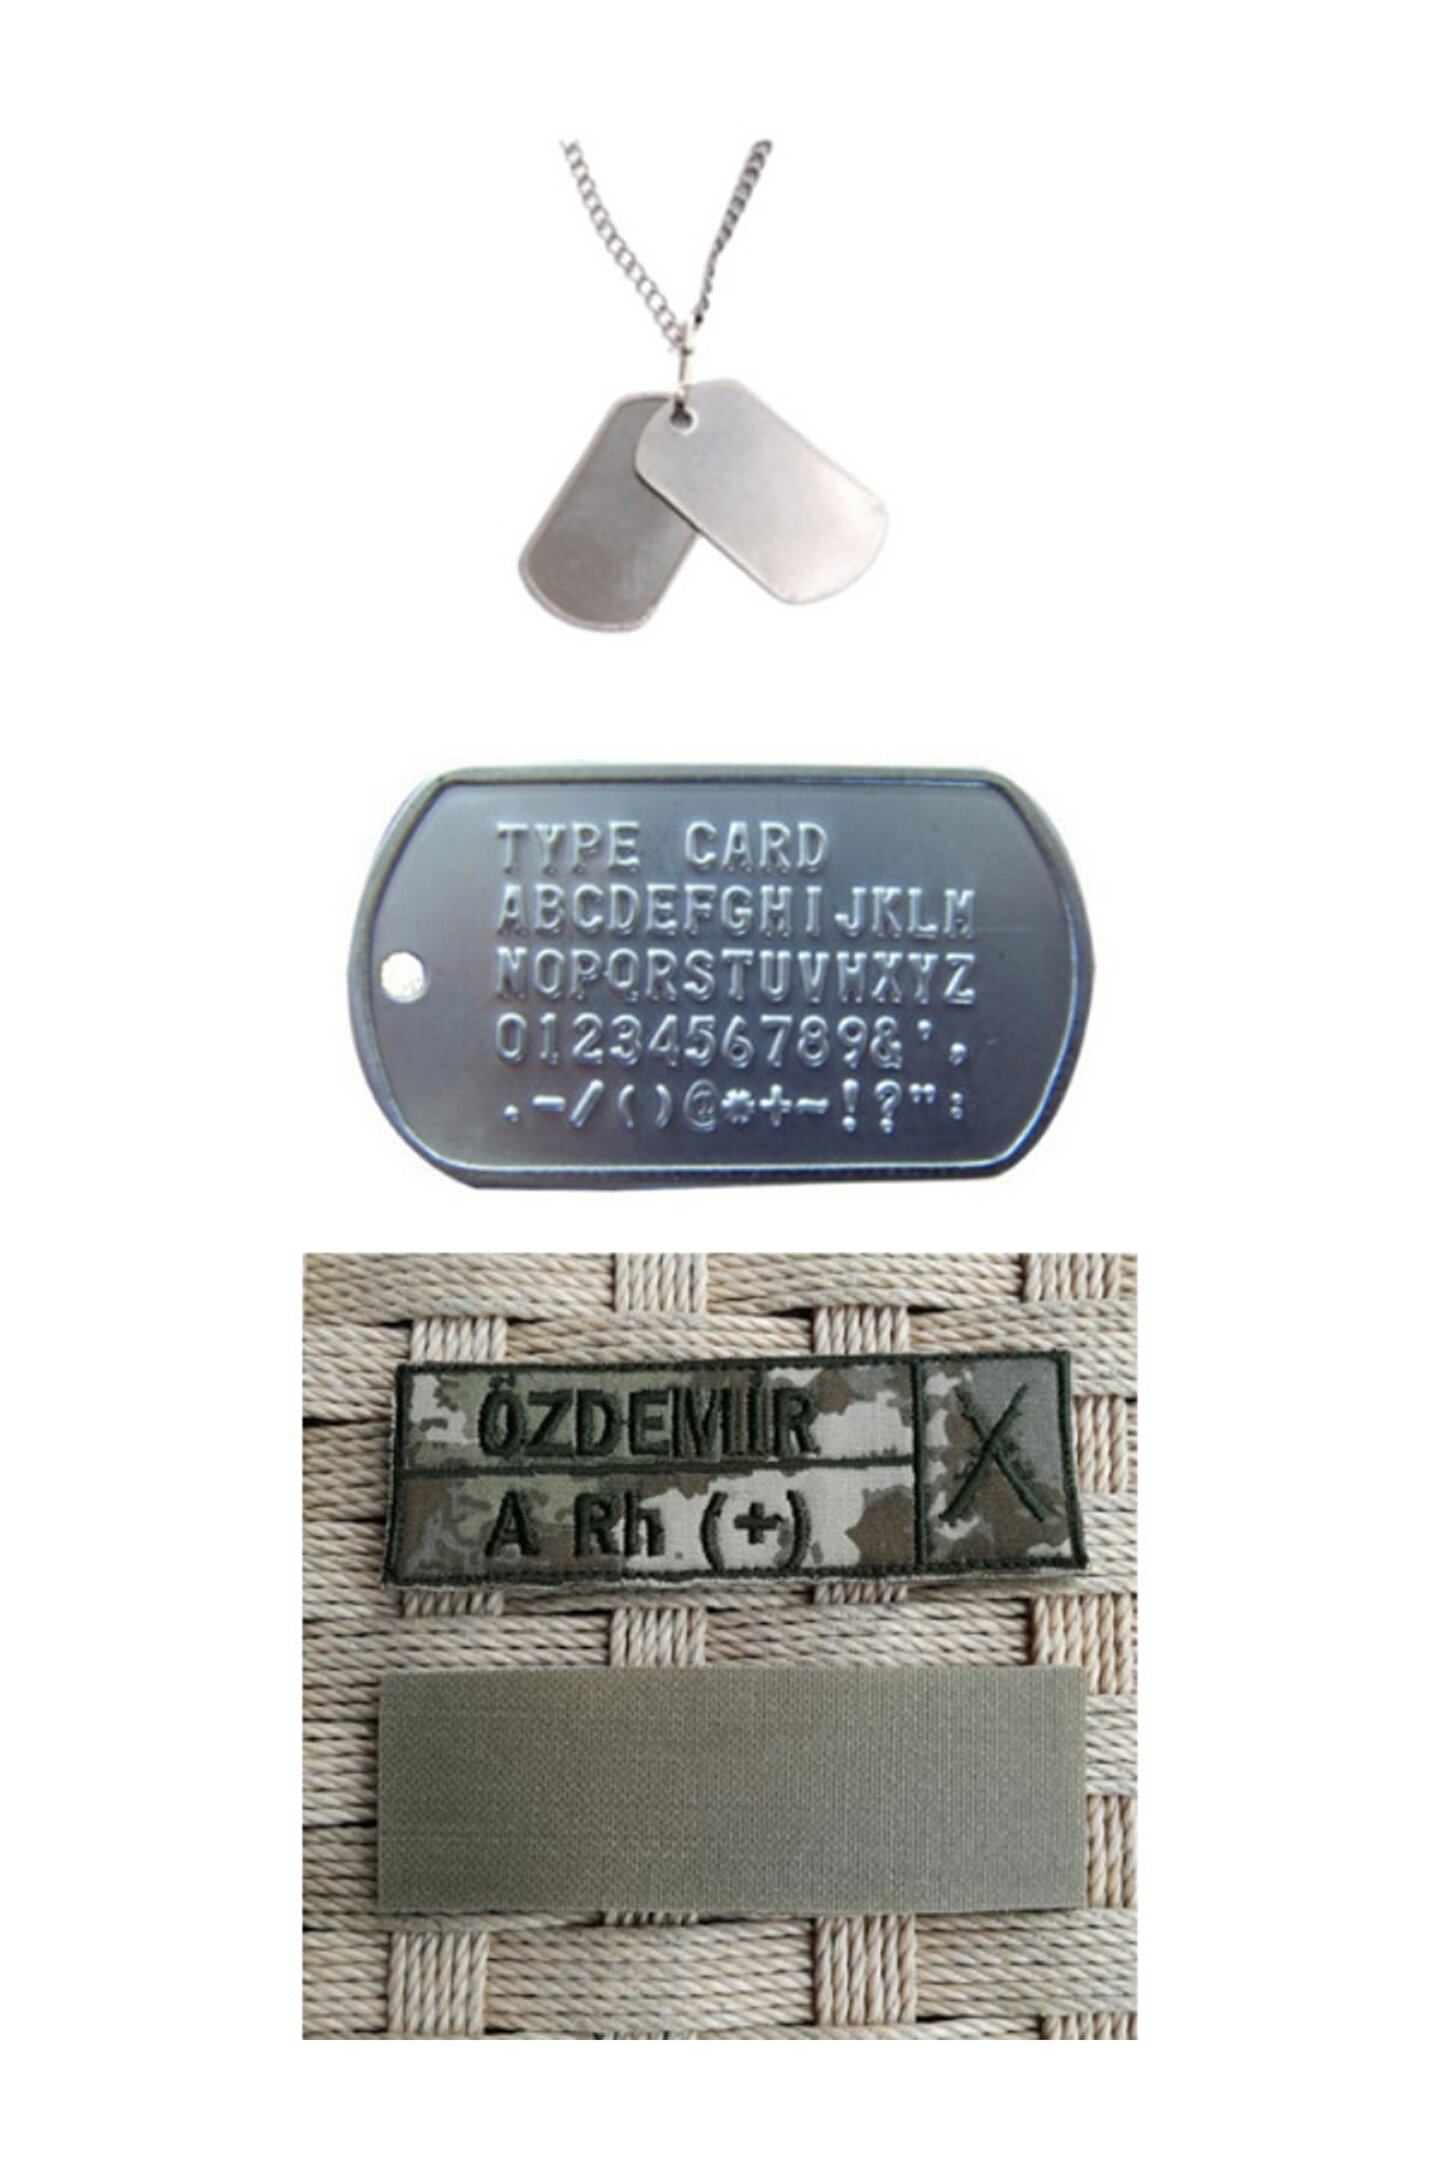 TYPE CARD
ABCDEFGHIJKLM
NOPQRSTUVWXYZ
0123456789&',
.-/()@*+~!?":
ÖZDEMİR
A Rh (+)